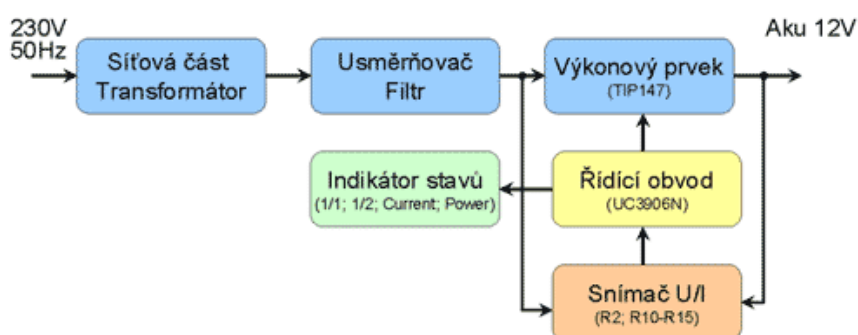 230V
50Hz
Aku 12V
Síťová část
Transformátor
Usměrňovač
Filtr
Výkonový prvek
(TIP147)
Indikátor stavů
(1/1; 1/2; Current; Power)
Řídící obvod
(UC3906N)
Snímač U/I
(R2; R10-R15)